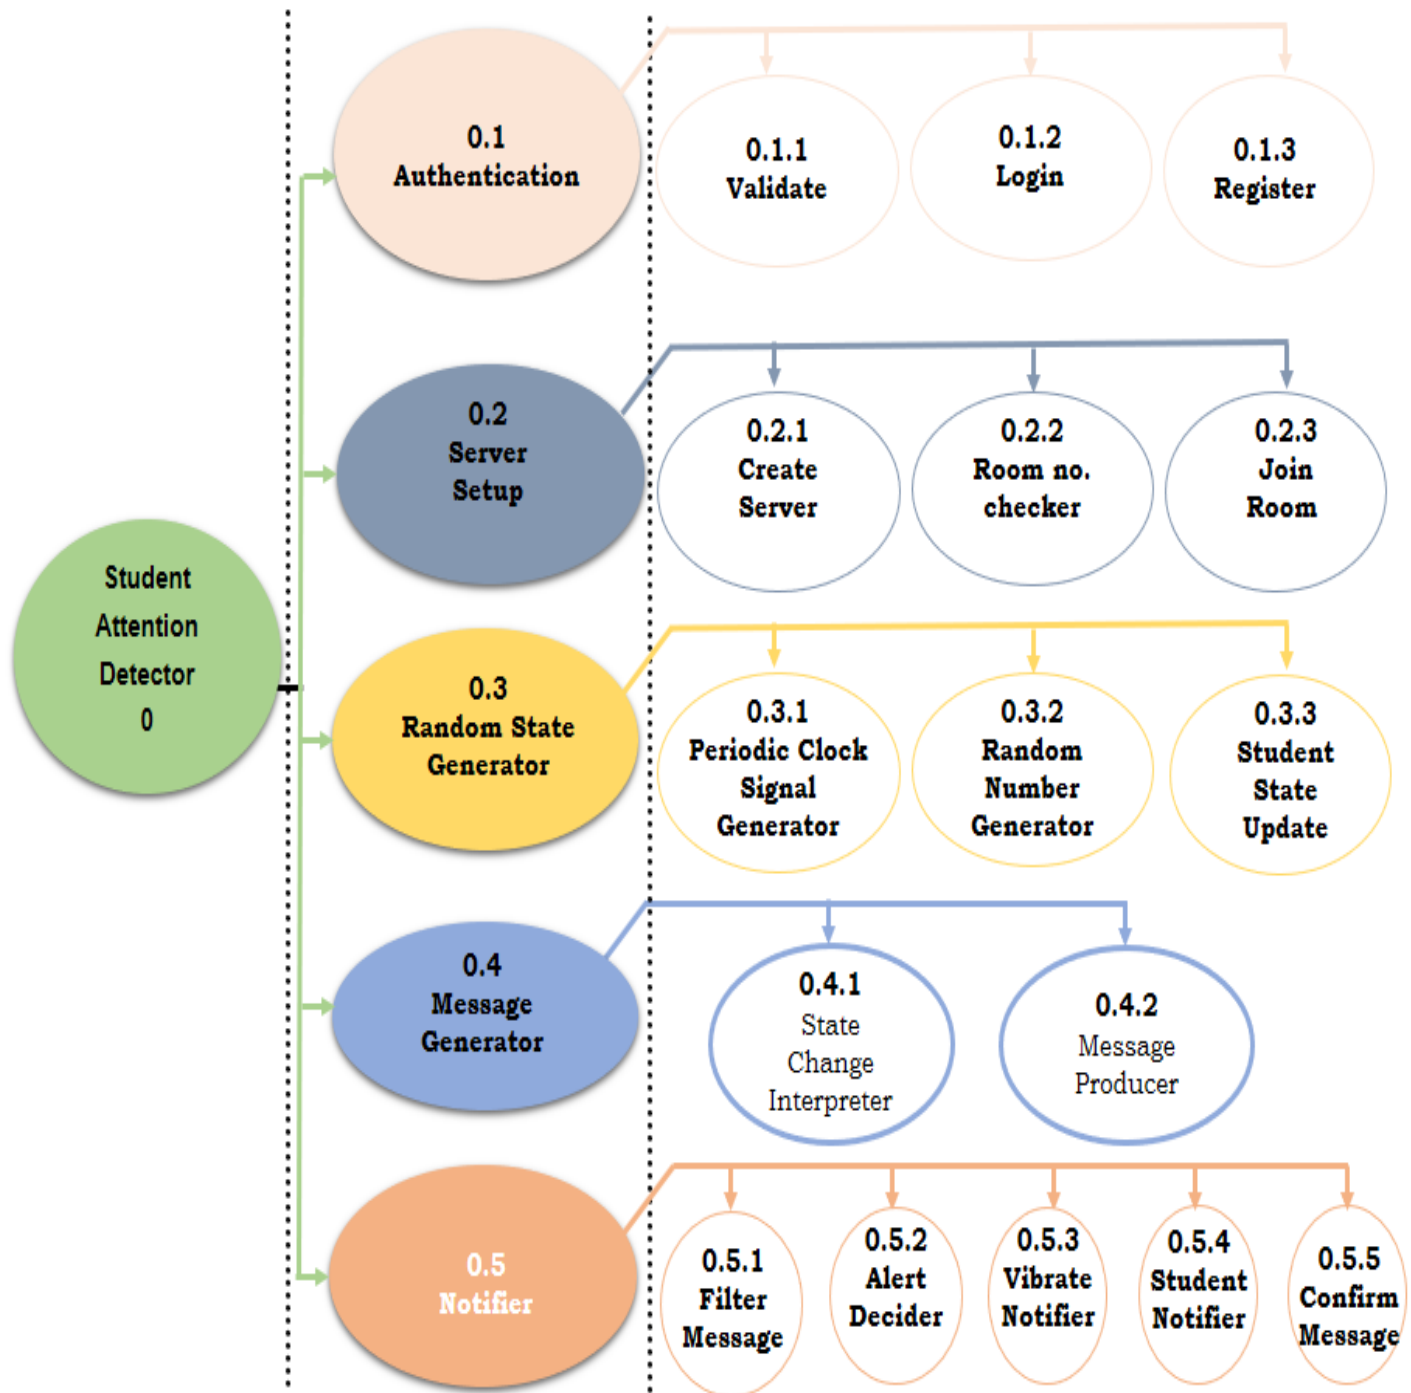 Student
Attention
Detector
0
0.1
Authentication
0.1.1
Validate
0.1.2
Login
0.1.3
Register
0.2
Server
Setup
0.2.1
Create
Server
0.2.2
Room no.
checker
0.2.3
Join
Room
0.3
Random State
Generator
0.3.1
Periodic Clock
Signal
Generator
0.3.2
Random
Number
Generator
0.3.3
Student
State
Update
0.4
Message
Generator
0.4.1
State
Change
Interpreter
0.4.2
Message
Producer
0.5
Notifier
0.5.1
Filter
Message
0.5.2
Alert
Decider
0.5.3
Vibrate
Notifier
0.5.4
Student
Notifier
0.5.5
Confirm
Message